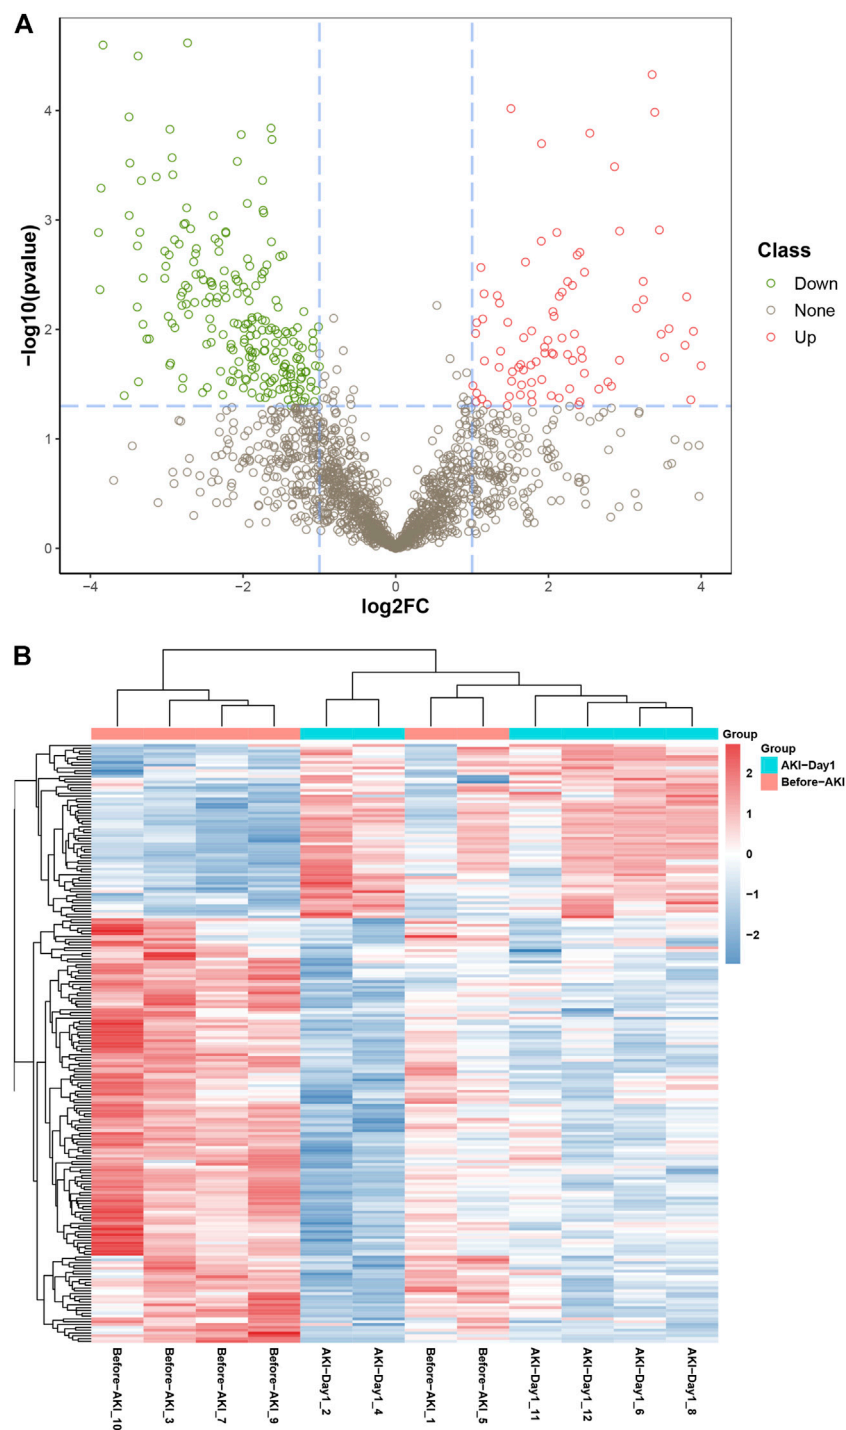 A
4
3
2
1
0
−log10(pvalue)
−4
−2
0
2
4
log2FC
Class
Down
None
Up
B
Group
2
1
0
−1
−2
Group
AKI−Day1
Before−AKI
Before−AKI_10
Before−AKI_3
Before−AKI_7
Before−AKI_9
AKI−Day1_2
AKI−Day1_4
Before−AKI_1
Before−AKI_5
AKI−Day1_11
AKI−Day1_12
AKI−Day1_6
AKI−Day1_8